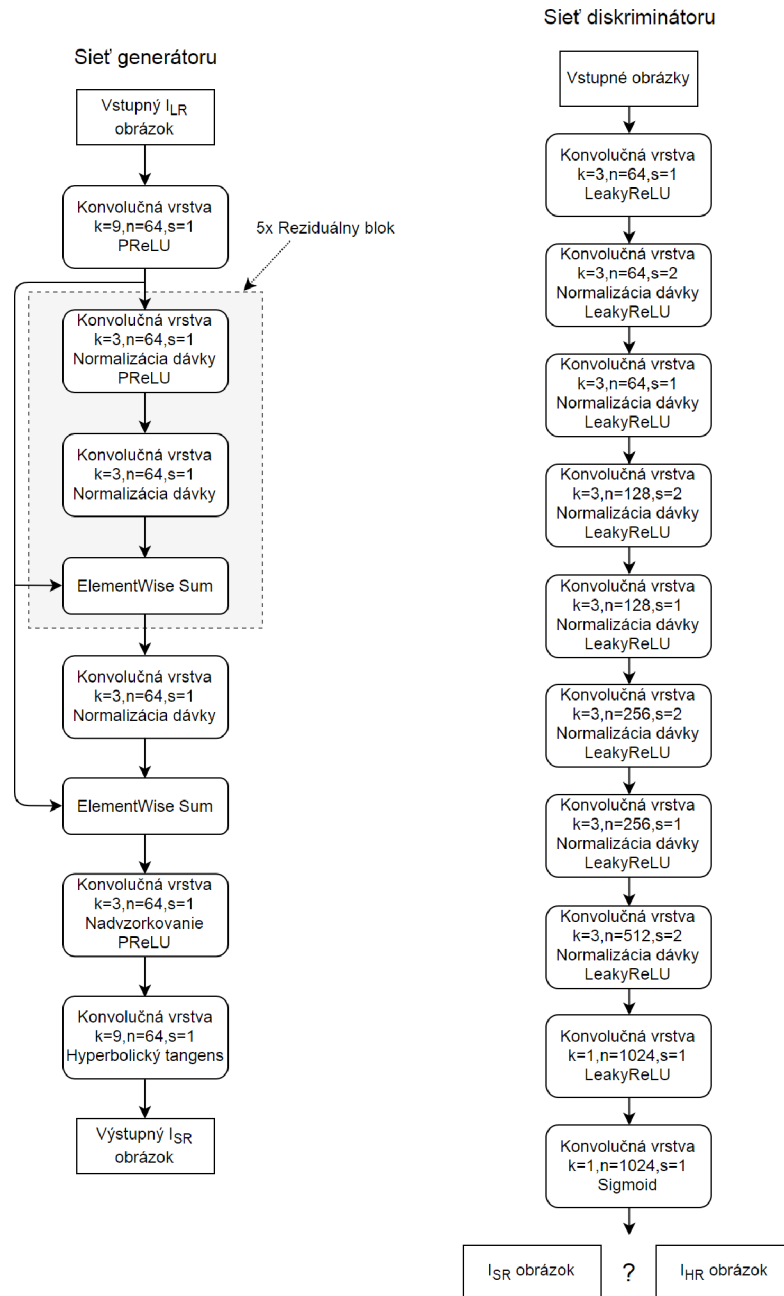 Sieť generátoru
Vstupný I_LR
obrázok
Konvolučná vrstva
k=9,n=64,s=1
PReLU
5x Reziduálny blok
Konvolučná vrstva
k=3,n=64,s=1
Normalizácia dávky
PReLU
Konvolučná vrstva
k=3,n=64,s=1
Normalizácia dávky
ElementWise Sum
Konvolučná vrstva
k=3,n=64,s=1
Normalizácia dávky
ElementWise Sum
Konvolučná vrstva
k=3,n=64,s=1
Nadvzorkovanie
PReLU
Konvolučná vrstva
k=9,n=64,s=1
Hyperbolický tangens
Výstupný I_SR
obrázok
Sieť diskriminátoru
Vstupné obrázky
Konvolučná vrstva
k=3,n=64,s=1
LeakyReLU
Konvolučná vrstva
k=3,n=64,s=2
Normalizácia dávky
LeakyReLU
Konvolučná vrstva
k=3,n=64,s=1
Normalizácia dávky
LeakyReLU
Konvolučná vrstva
k=3,n=128,s=2
Normalizácia dávky
LeakyReLU
Konvolučná vrstva
k=3,n=128,s=1
Normalizácia dávky
LeakyReLU
Konvolučná vrstva
k=3,n=256,s=2
Normalizácia dávky
LeakyReLU
Konvolučná vrstva
k=3,n=256,s=1
Normalizácia dávky
LeakyReLU
Konvolučná vrstva
k=3,n=512,s=2
Normalizácia dávky
LeakyReLU
Konvolučná vrstva
k=1,n=1024,s=1
LeakyReLU
Konvolučná vrstva
k=1,n=1024,s=1
Sigmoid
I_SR obrázok
?
I_HR obrázok